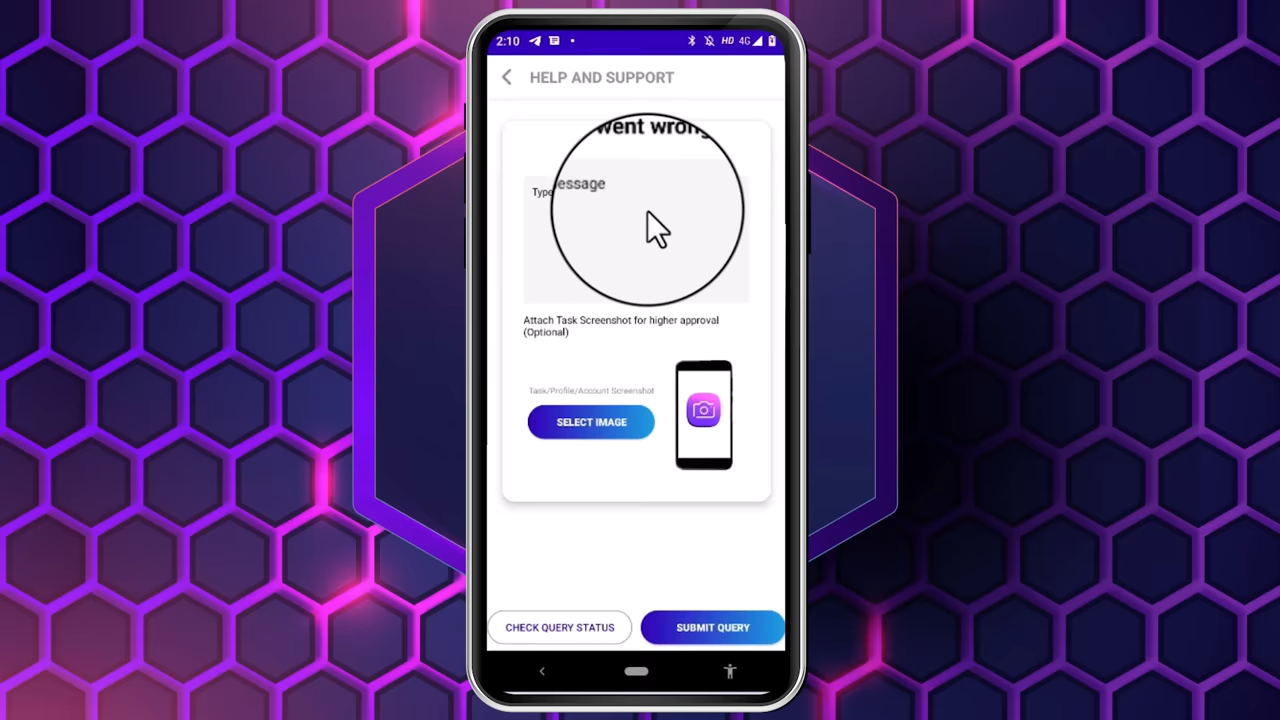 2:10 HD 4G
HELP AND SUPPORT
went wrong
Type essage
Attach Task Screenshot for higher approval
(Optional)
Task/Profile/Account Screenshot
SELECT IMAGE
CHECK QUERY STATUS
SUBMIT QUERY